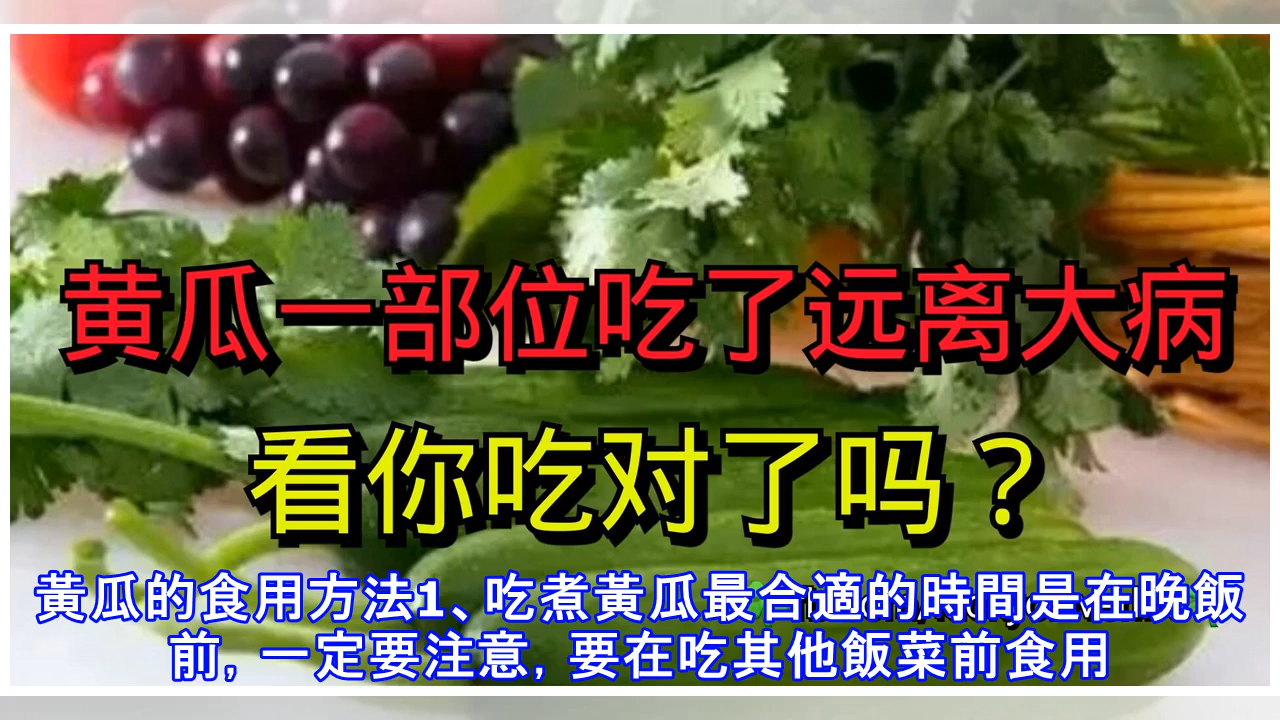 黄瓜一部位吃了远离大病
看你吃对了吗？
黃瓜的食用方法1、吃煮黃瓜最合適的時間是在晚飯
前，一定要注意，要在吃其他飯菜前食用